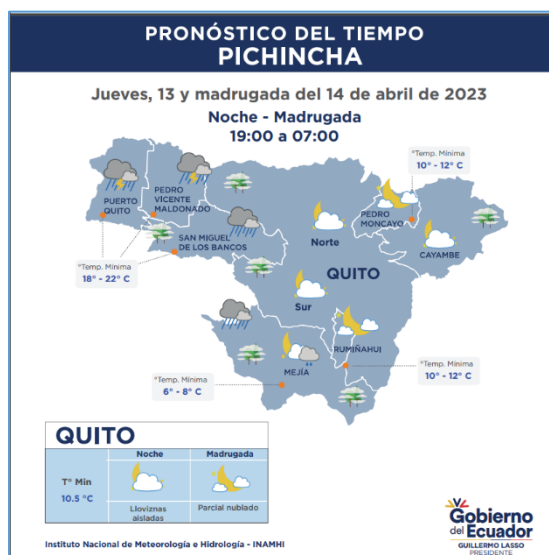 PRONÓSTICO DEL TIEMPO
PICHINCHA
Jueves, 13 y madrugada del 14 de abril de 2023
Noche - Madrugada
19:00 a 07:00
°Temp. Mínima
10° - 12° C
PUERTO
QUITO
PEDRO
VICENTE
MALDONADO
SAN MIGUEL
DE LOS BANCOS
°Temp. Mínima
18° - 22° C
Norte
PEDRO
MONCAYO
CAYAMBE
QUITO
Sur
RUMIÑAHUI
MEJÍA
°Temp. Mínima
6° - 8° C
°Temp. Mínima
10° - 12° C
QUITO
Noche
Madrugada
T° Min
10.5 °C
Lloviznas
aisladas
Parcial nublado
Instituto Nacional de Meteorología e Hidrología - INAMHI
Gobierno
del Ecuador
GUILLERMO LASSO
PRESIDENTE